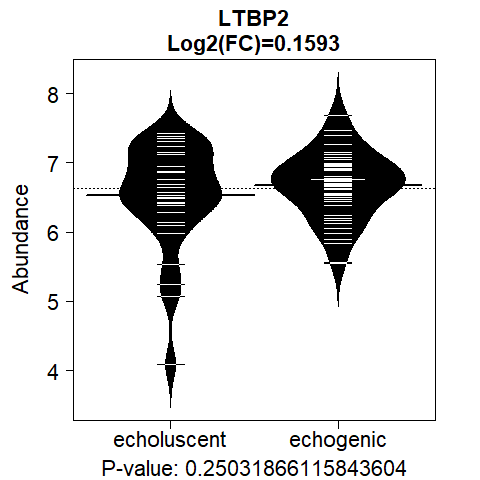 LTBP2
Log2(FC)=0.1593
Abundance
8
7
6
5
4
echoluscent
echogenic
P-value: 0.25031866115843604